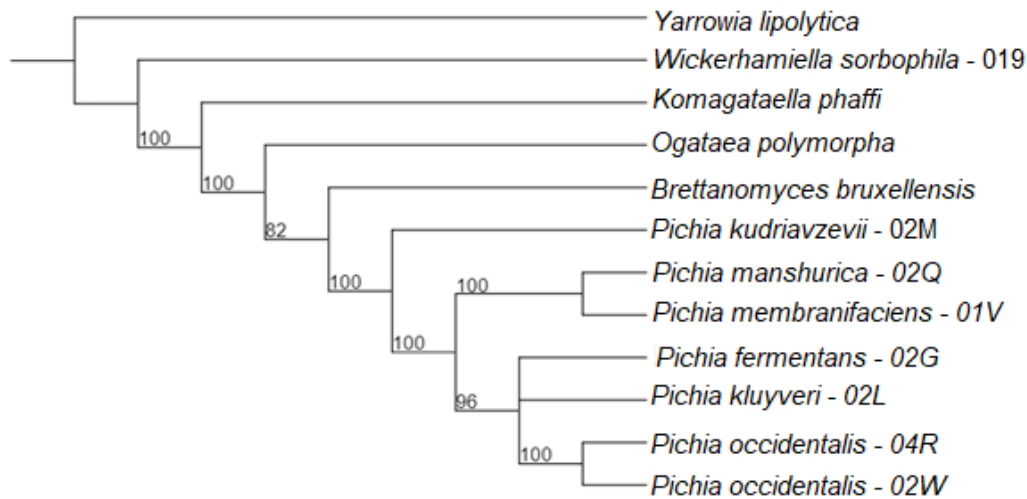 Yarrowia lipolytica
Wickerhamiella sorbophila - 019
100
Komagataella phaffi
100
Ogataea polymorpha
82
Brettanomyces bruxellensis
100
Pichia kudriavzevii - 02M
100
100
Pichia manshurica - 02Q
Pichia membranifaciens - 01V
96
Pichia fermentans - 02G
Pichia kluyveri - 02L
100
Pichia occidentalis - 04R
Pichia occidentalis - 02W